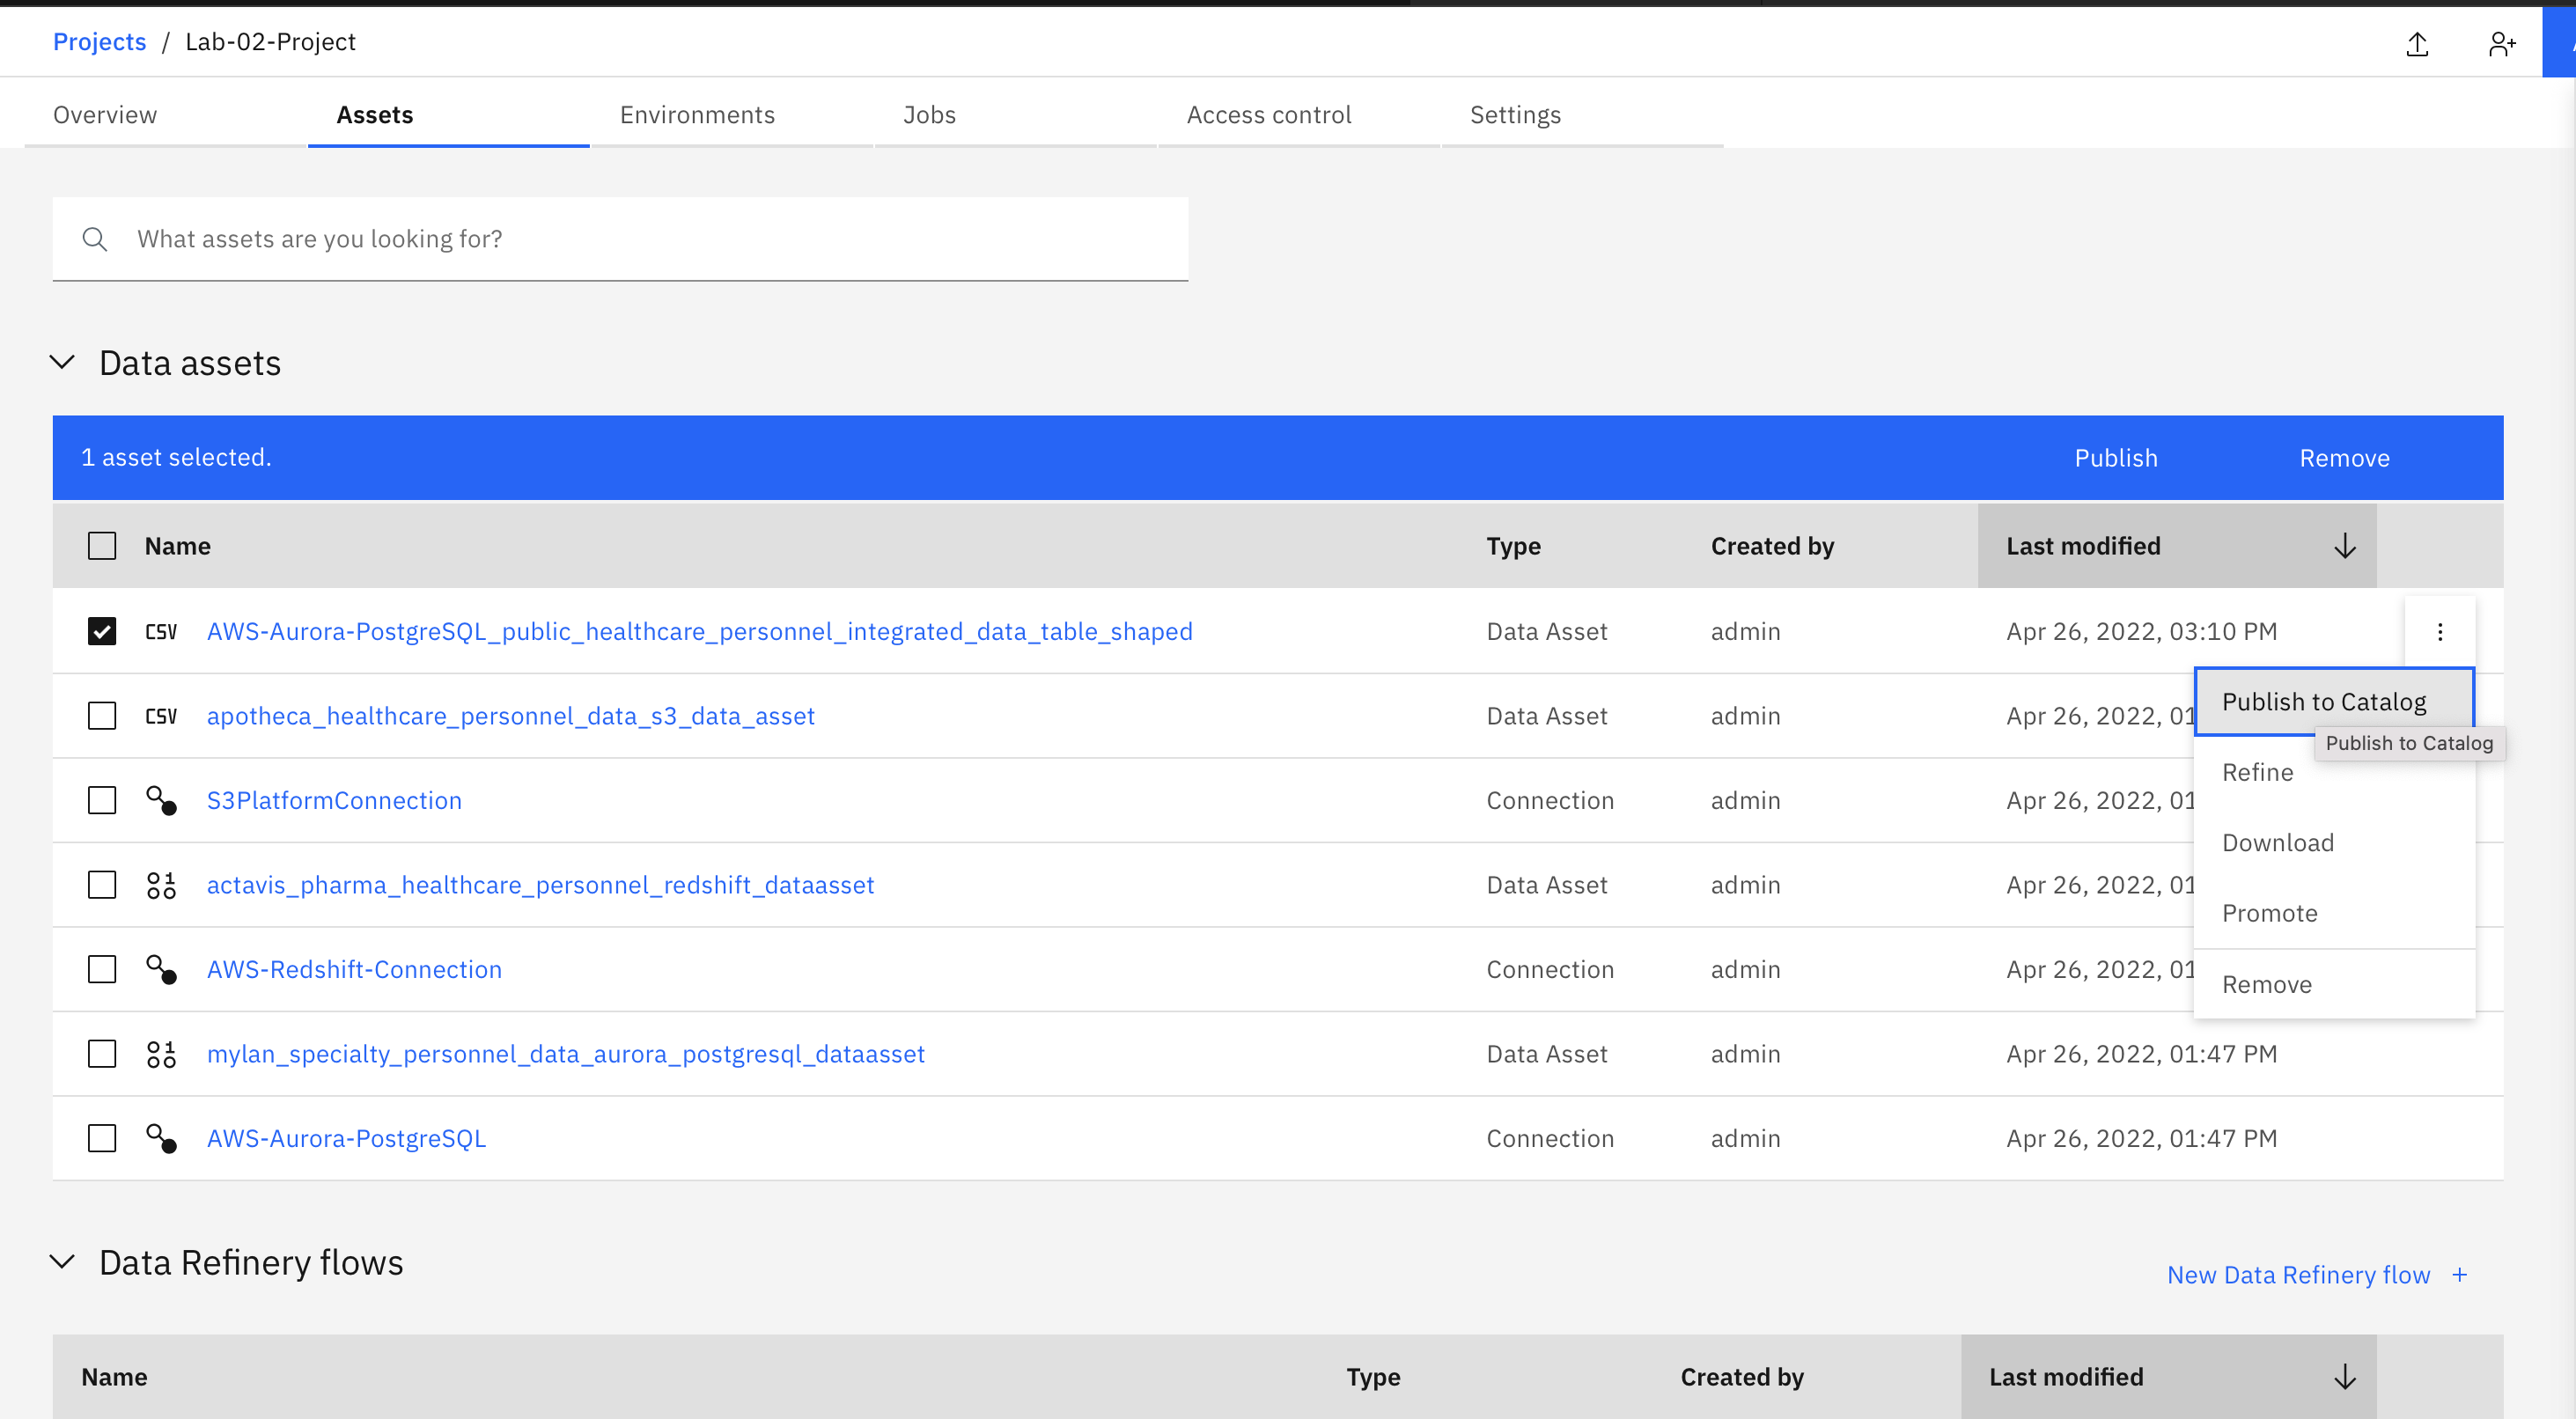 Projects / Lab-02-Project
Overview Assets Environments Jobs Access control Settings
What assets are you looking for?
Data assets
1 asset selected. Publish Remove
Name Type Created by Last modified
CSV AWS-Aurora-PostgreSQL_public_healthcare_personnel_integrated_data_table_shaped Data Asset admin Apr 26, 2022, 03:10 PM
CSV apotheca_healthcare_personnel_data_s3_data_asset Data Asset admin Apr 26, 2022, 01
Publish to Catalog
Publish to Catalog
Refine
S3PlatformConnection Connection admin Apr 26, 2022, 01
Download
actavis_pharma_healthcare_personnel_redshift_dataasset Data Asset admin Apr 26, 2022, 01
Promote
AWS-Redshift-Connection Connection admin Apr 26, 2022, 01
Remove
mylan_specialty_personnel_data_aurora_postgresql_dataasset Data Asset admin Apr 26, 2022, 01:47 PM
AWS-Aurora-PostgreSQL Connection admin Apr 26, 2022, 01:47 PM
Data Refinery flows
New Data Refinery flow +
Name Type Created by Last modified